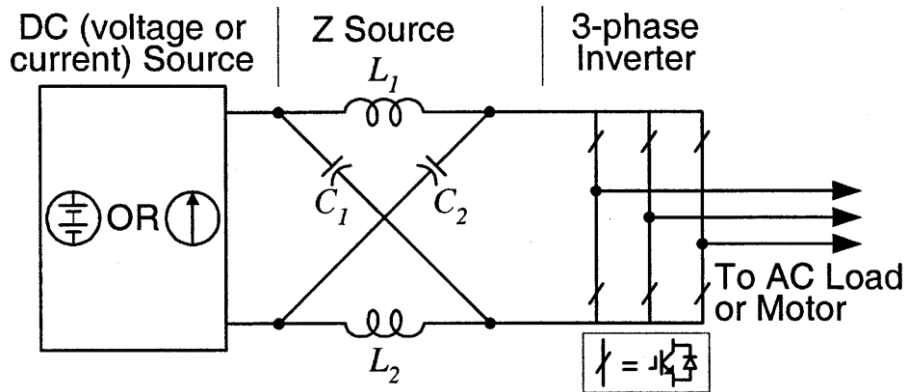 DC (voltage or
current) Source
Z Source
3-phase
Inverter
L1
C1
C2
OR
To AC Load
or Motor
L2
=